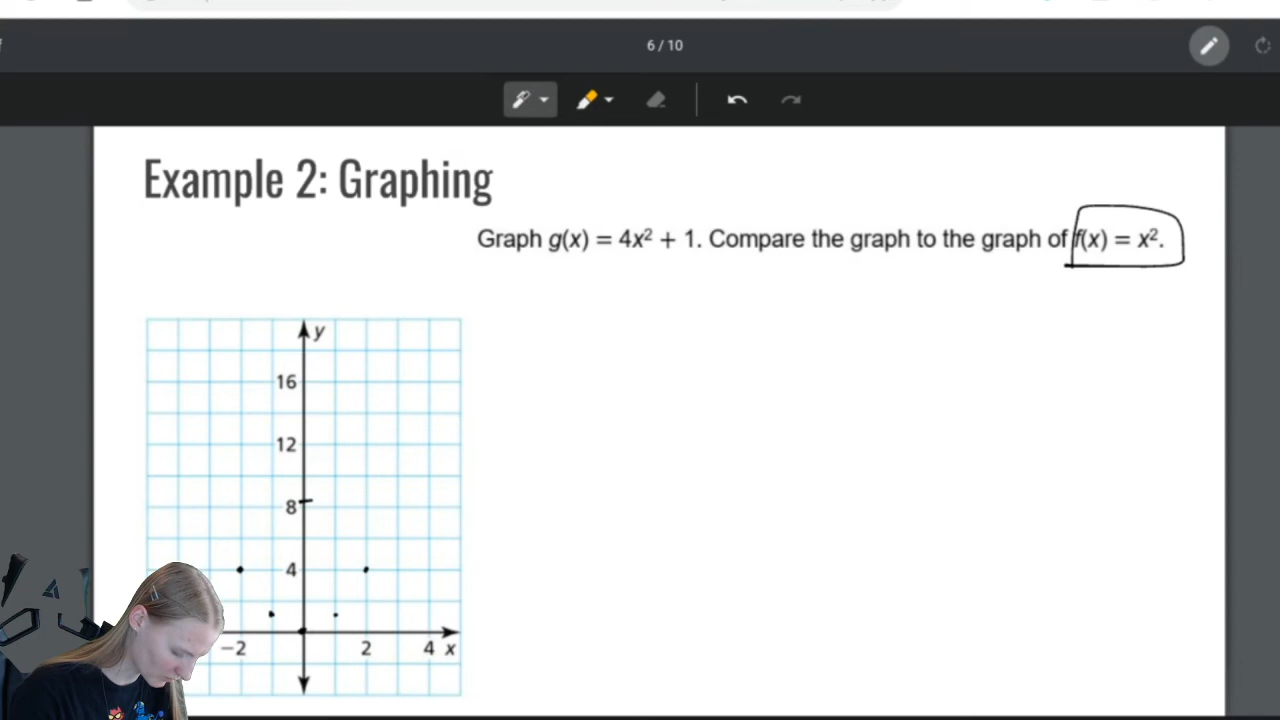 6 / 10
Example 2: Graphing
Graph g(x) = 4x² + 1. Compare the graph to the graph of f(x) = x².
y
16
12
8
4
−2 2 4 x